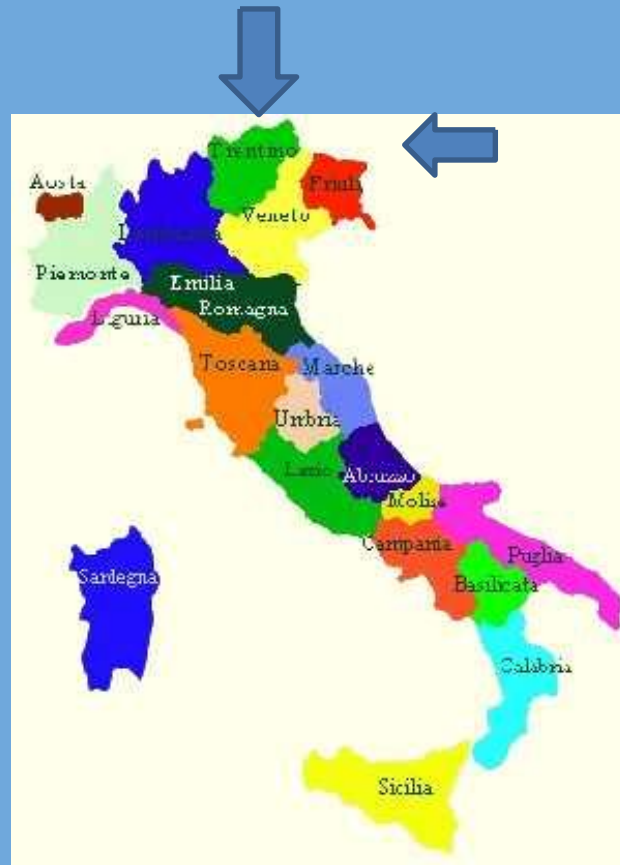 Trentino
Aosta
Friuli
Veneto
Lombardia
Piemonte
Emilia
Romagna
Liguria
Toscana
Marche
Umbria
Lazio
Abruzzo
Molise
Campania
Puglia
Basilicata
Sardegna
Calabria
Sicilia